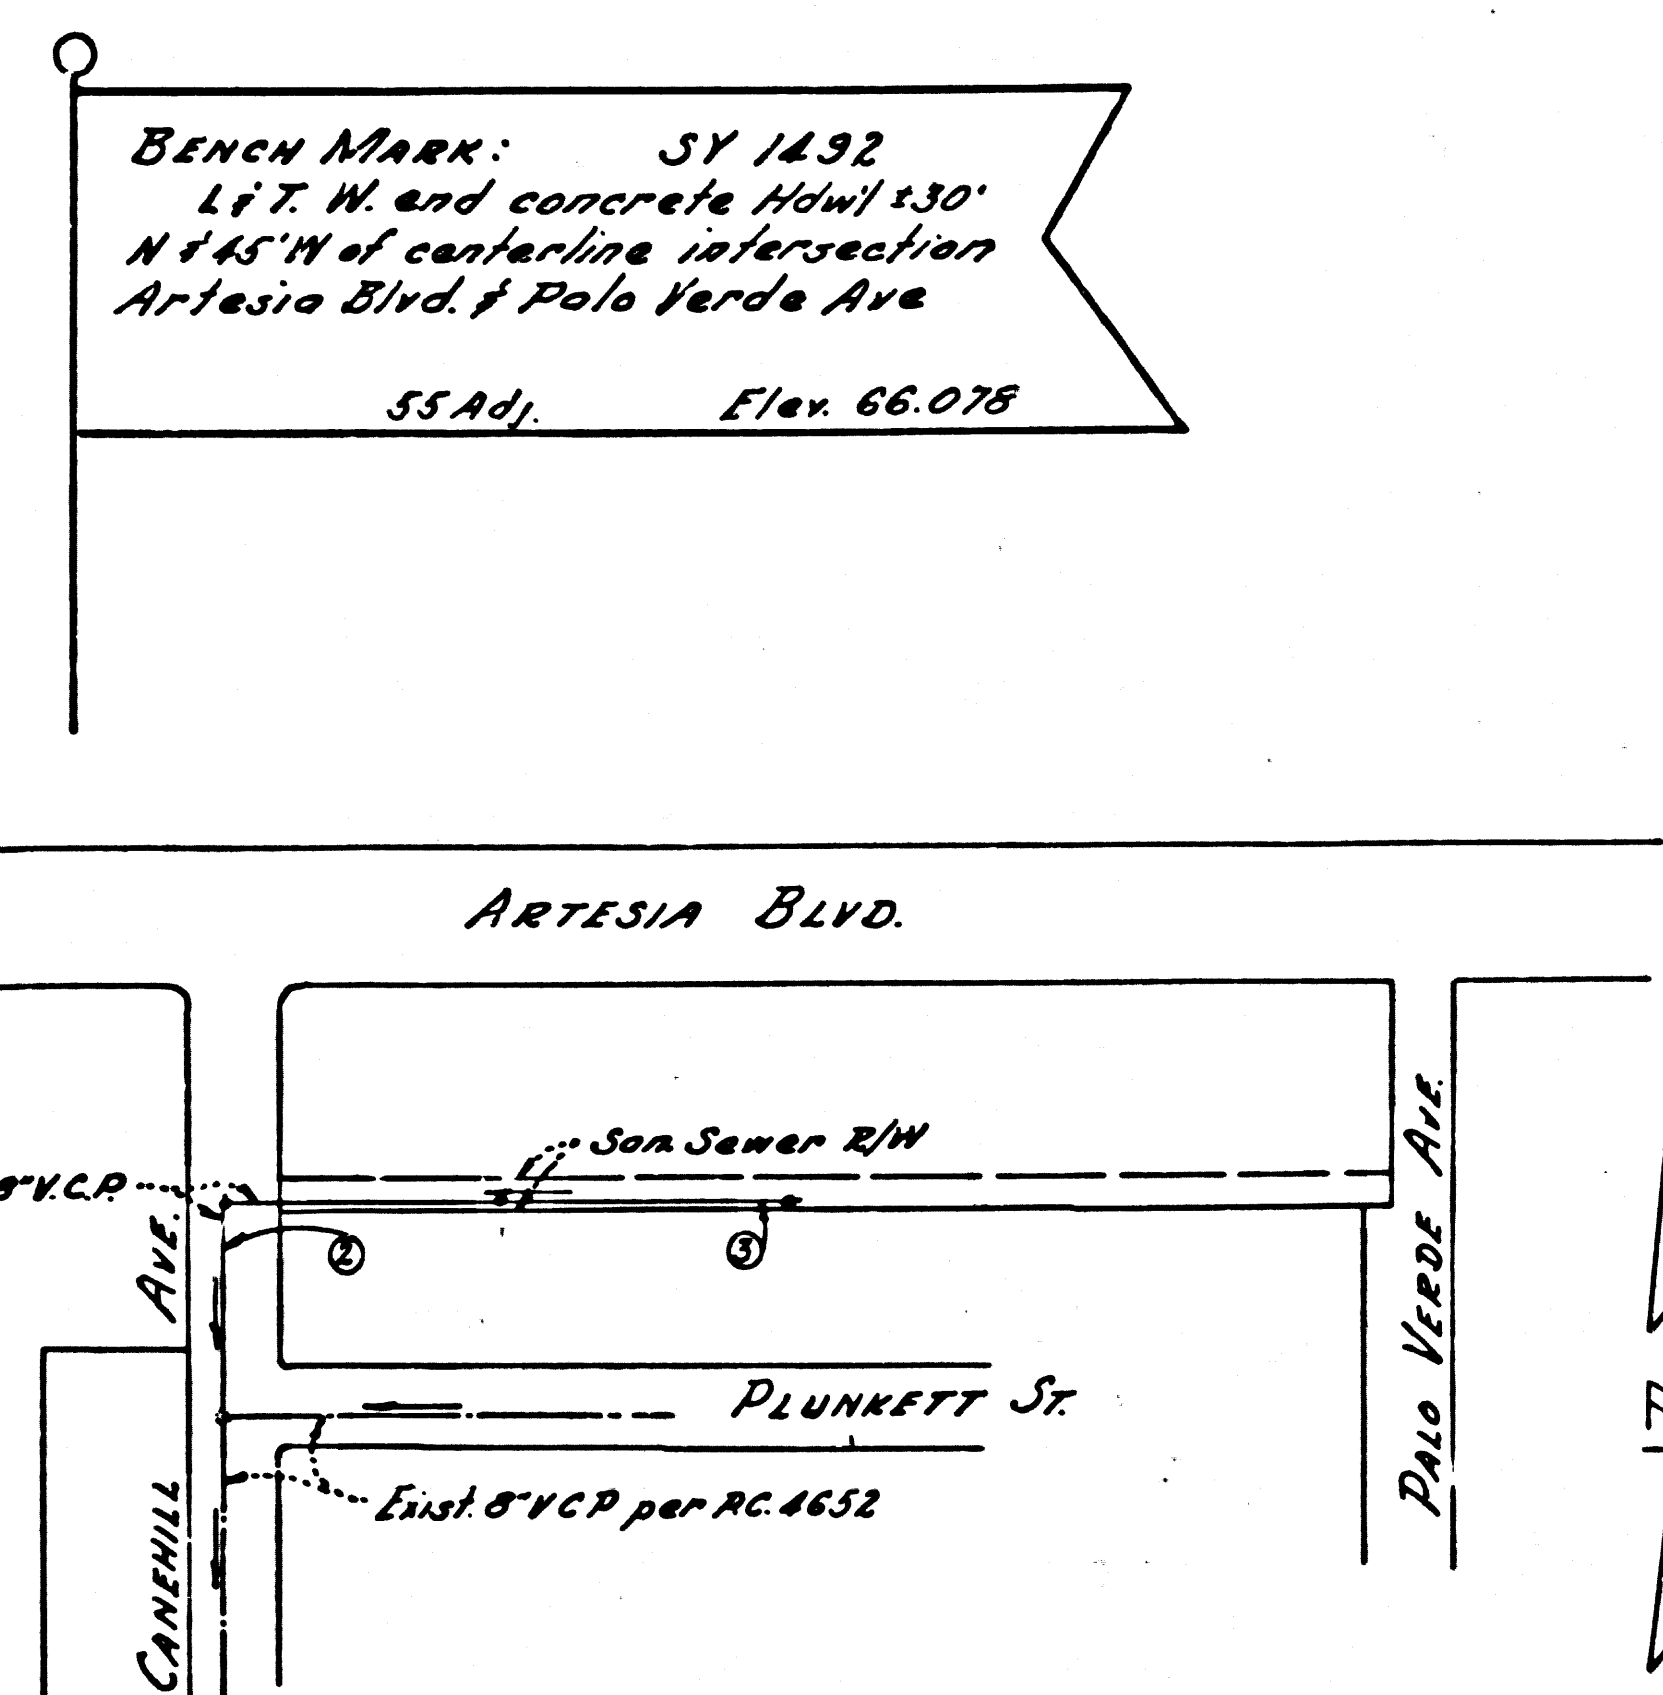 BENCH MARK: SY 1492
L & T. W. end concrete Hdw'l ±30'
N & 45'W of centerline intersection
Artesia Blvd. & Palo Verde Ave
55 Adj. Elev. 66.078
ARTESIA BLVD.
San. Sewer R/W
8"V.C.P.
2
3
CANEHILL AVE.
PALO VERDE AVE.
PLUNKETT ST.
Exist. 8"VCP per P.C. 4652